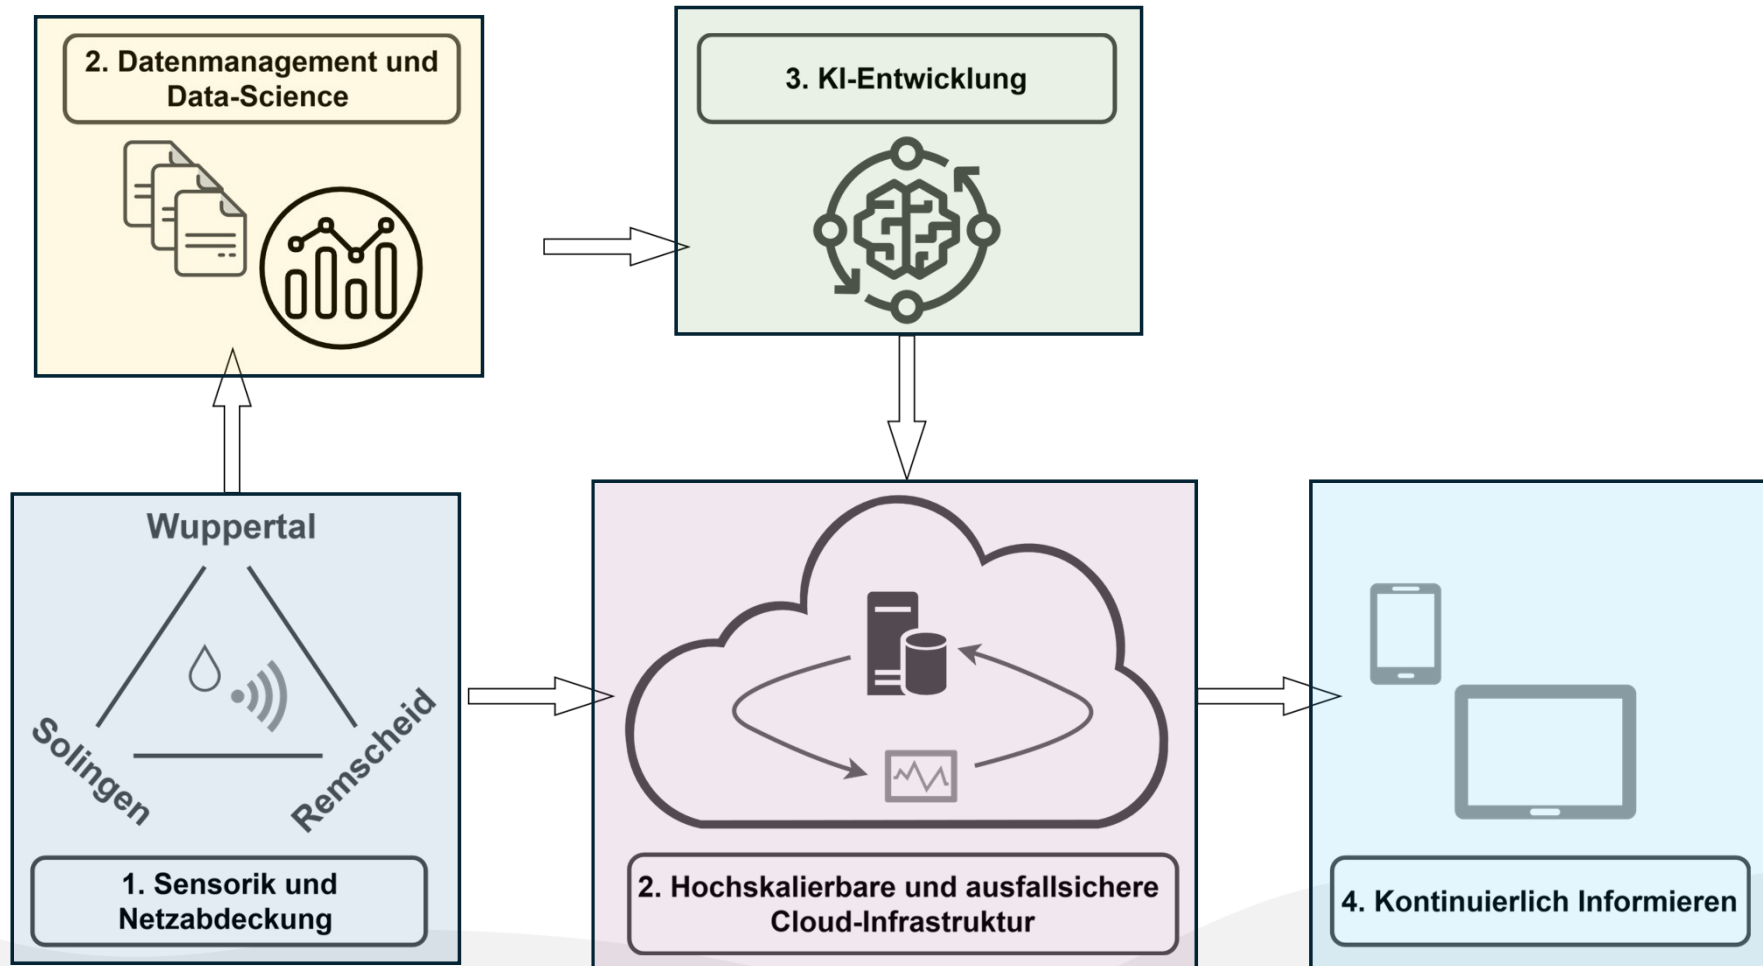 2. Datenmanagement und
Data-Science
3. KI-Entwicklung
Wuppertal
Solingen
Remscheid
1. Sensorik und
Netzabdeckung
2. Hochskalierbare und ausfallsichere
Cloud-Infrastruktur
4. Kontinuierlich Informieren